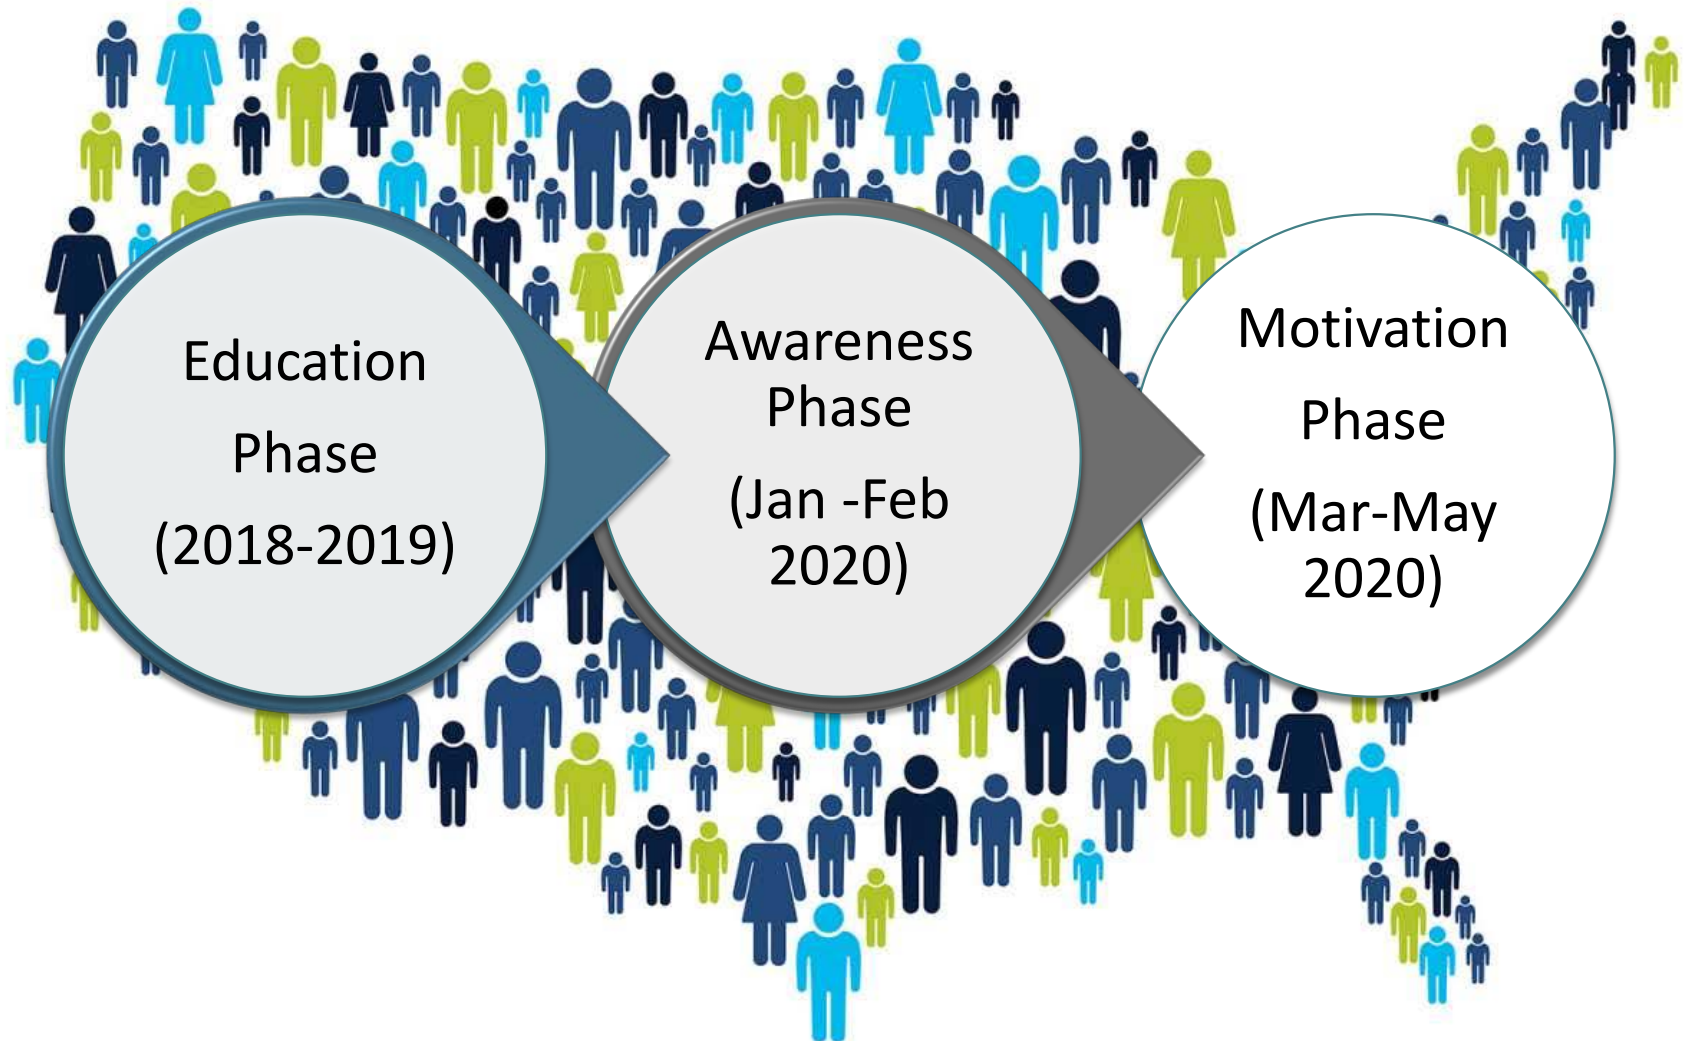 Education
Phase
(2018-2019)
Awareness
Phase
(Jan -Feb
2020)
Motivation
Phase
(Mar-May
2020)